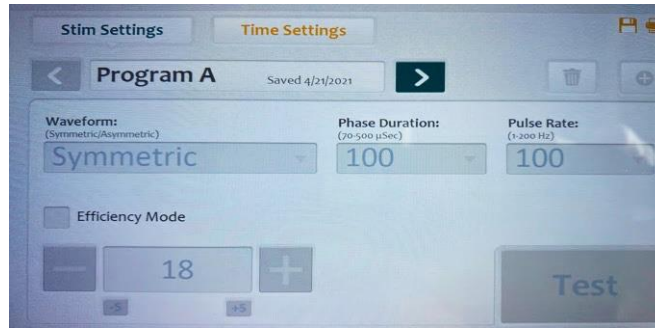 Stim Settings Time Settings
Program A Saved 4/21/2021
Waveform: Phase Duration: Pulse Rate:
(Symmetric/Asymmetric) (70-500 µSec) (1-200 Hz)
Symmetric 100 100
Efficiency Mode
18 Test
-5 +5